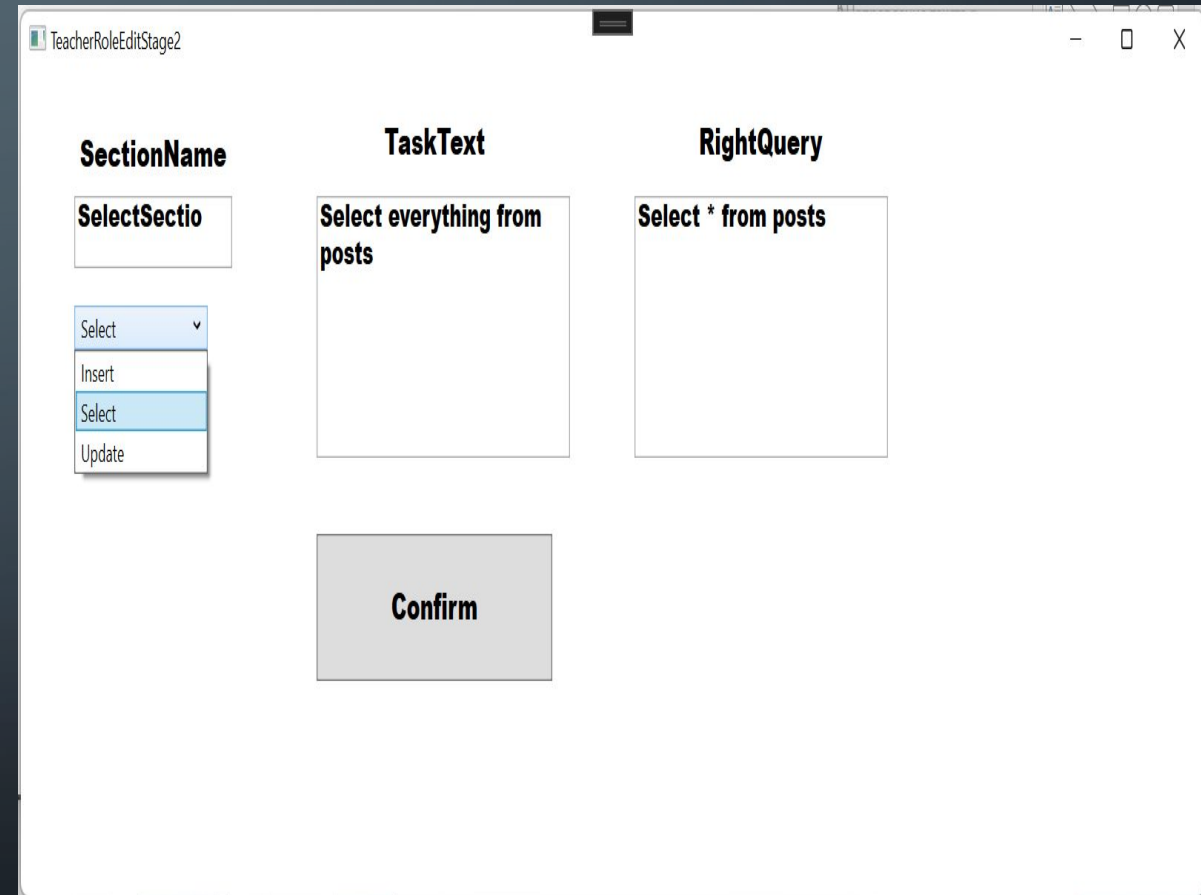 TeacherRoleEditStage2
SectionName
TaskText
RightQuery
SelectSectio
Select everything from
posts
Select * from posts
Select
Insert
Select
Update
Confirm